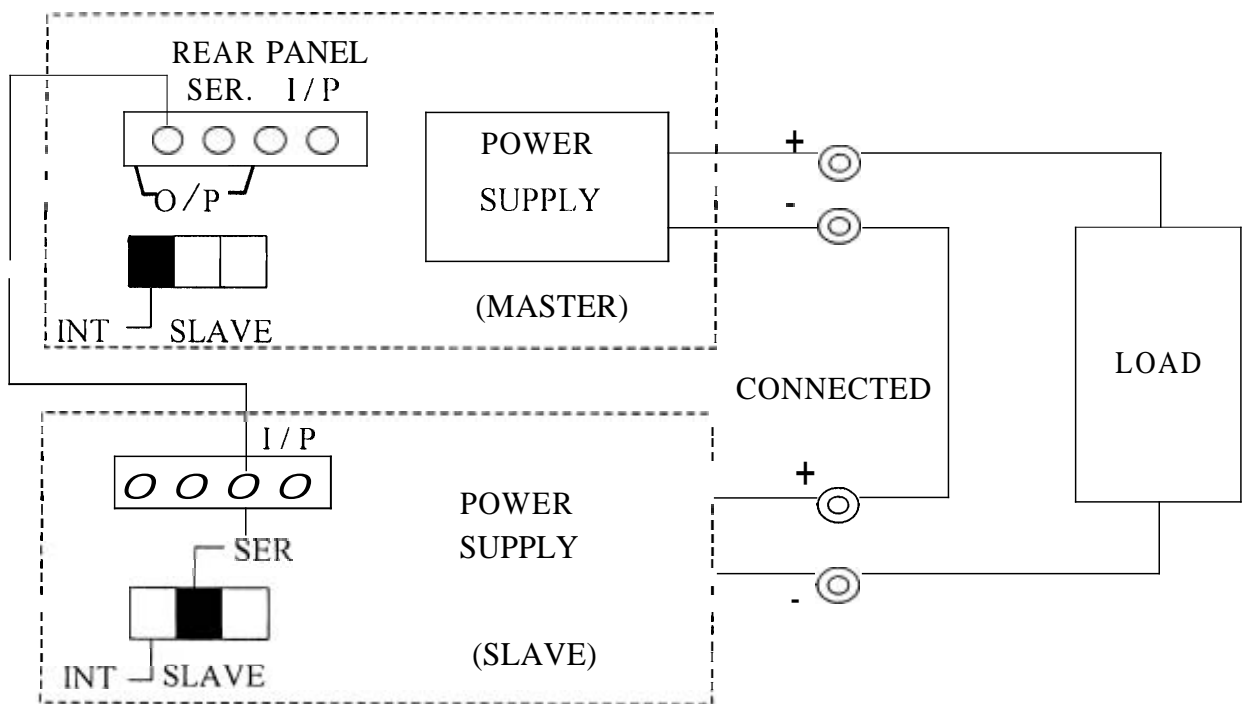 REAR PANEL
SER. I/P
O/P
INT SLAVE
POWER
SUPPLY
(MASTER)
+
-
LOAD
CONNECTED
I/P
SER
INT SLAVE
POWER
SUPPLY
(SLAVE)
+
-